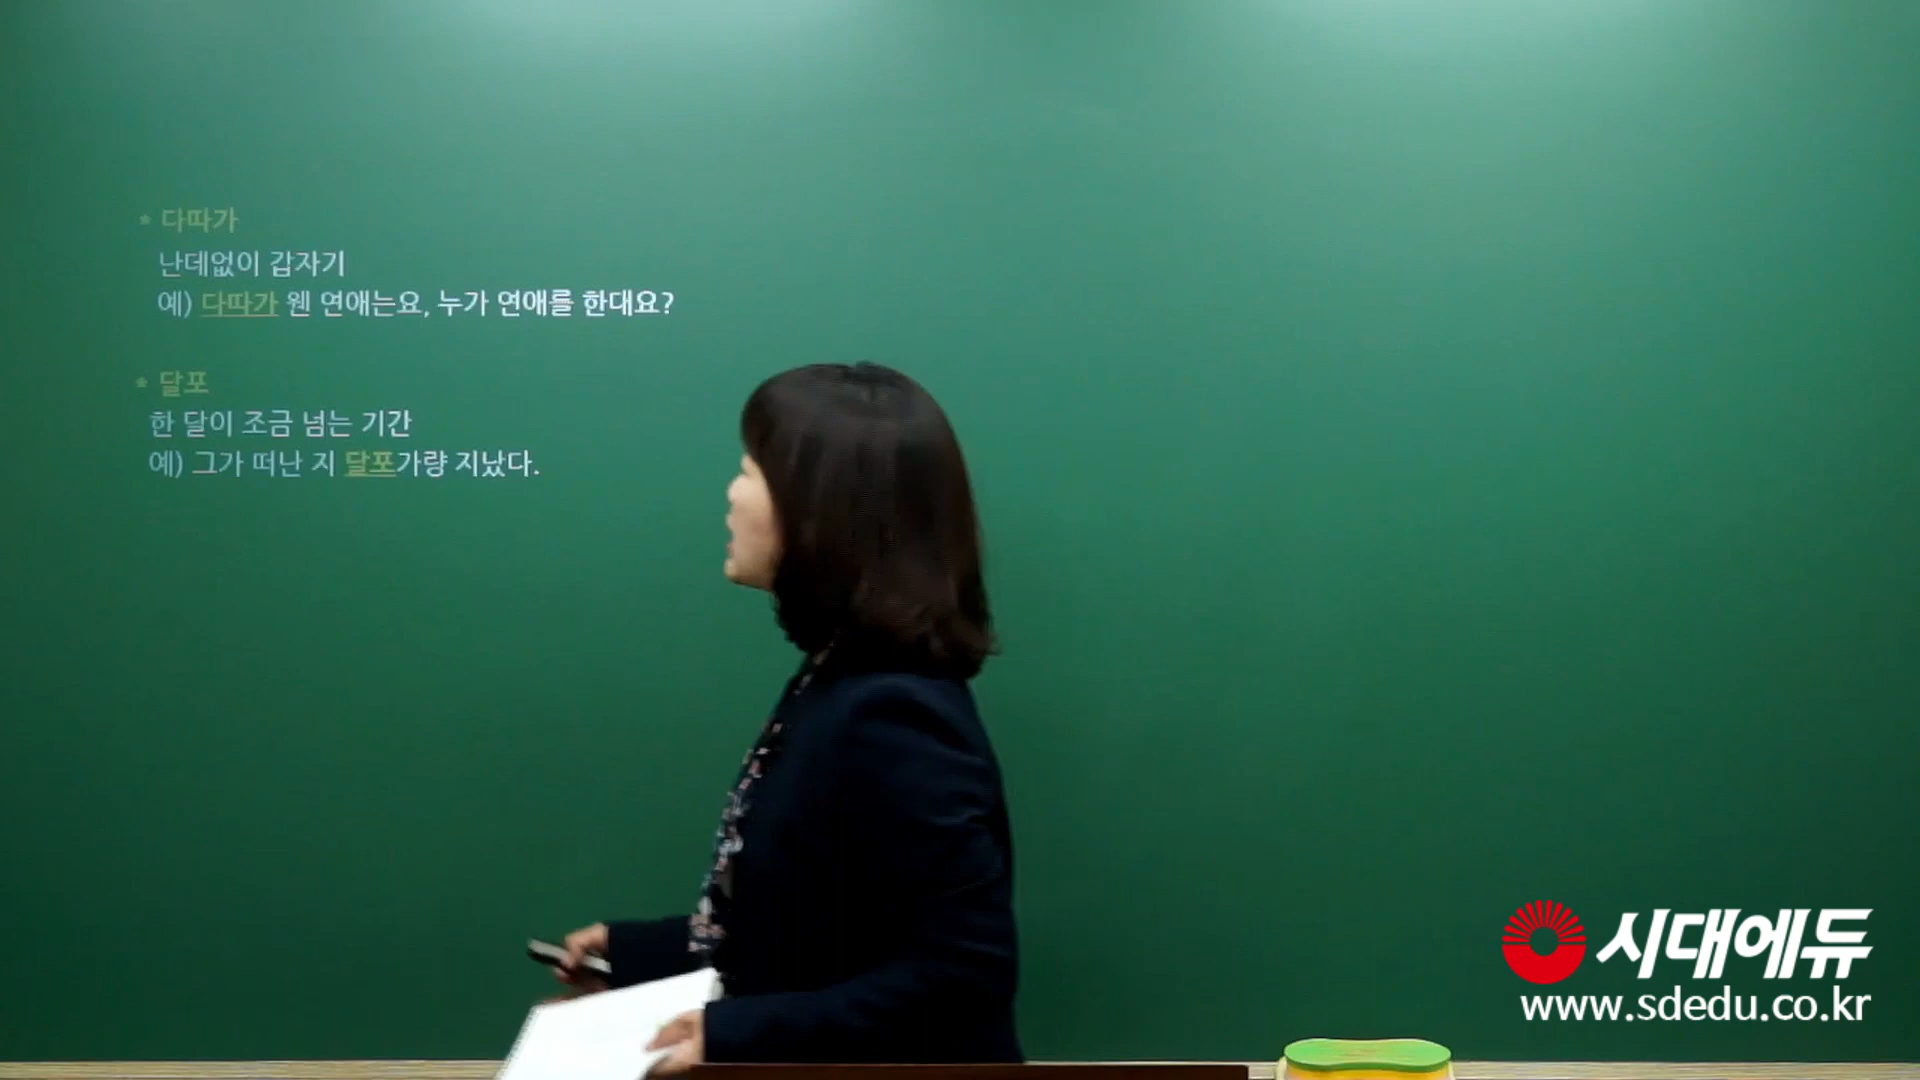 * 다따가
난데없이 갑자기
예) 다따가 웬 연애는요, 누가 연애를 한대요?
* 달포
한 달이 조금 넘는 기간
예) 그가 떠난 지 달포가량 지났다.
시대에듀
www.sdedu.co.kr